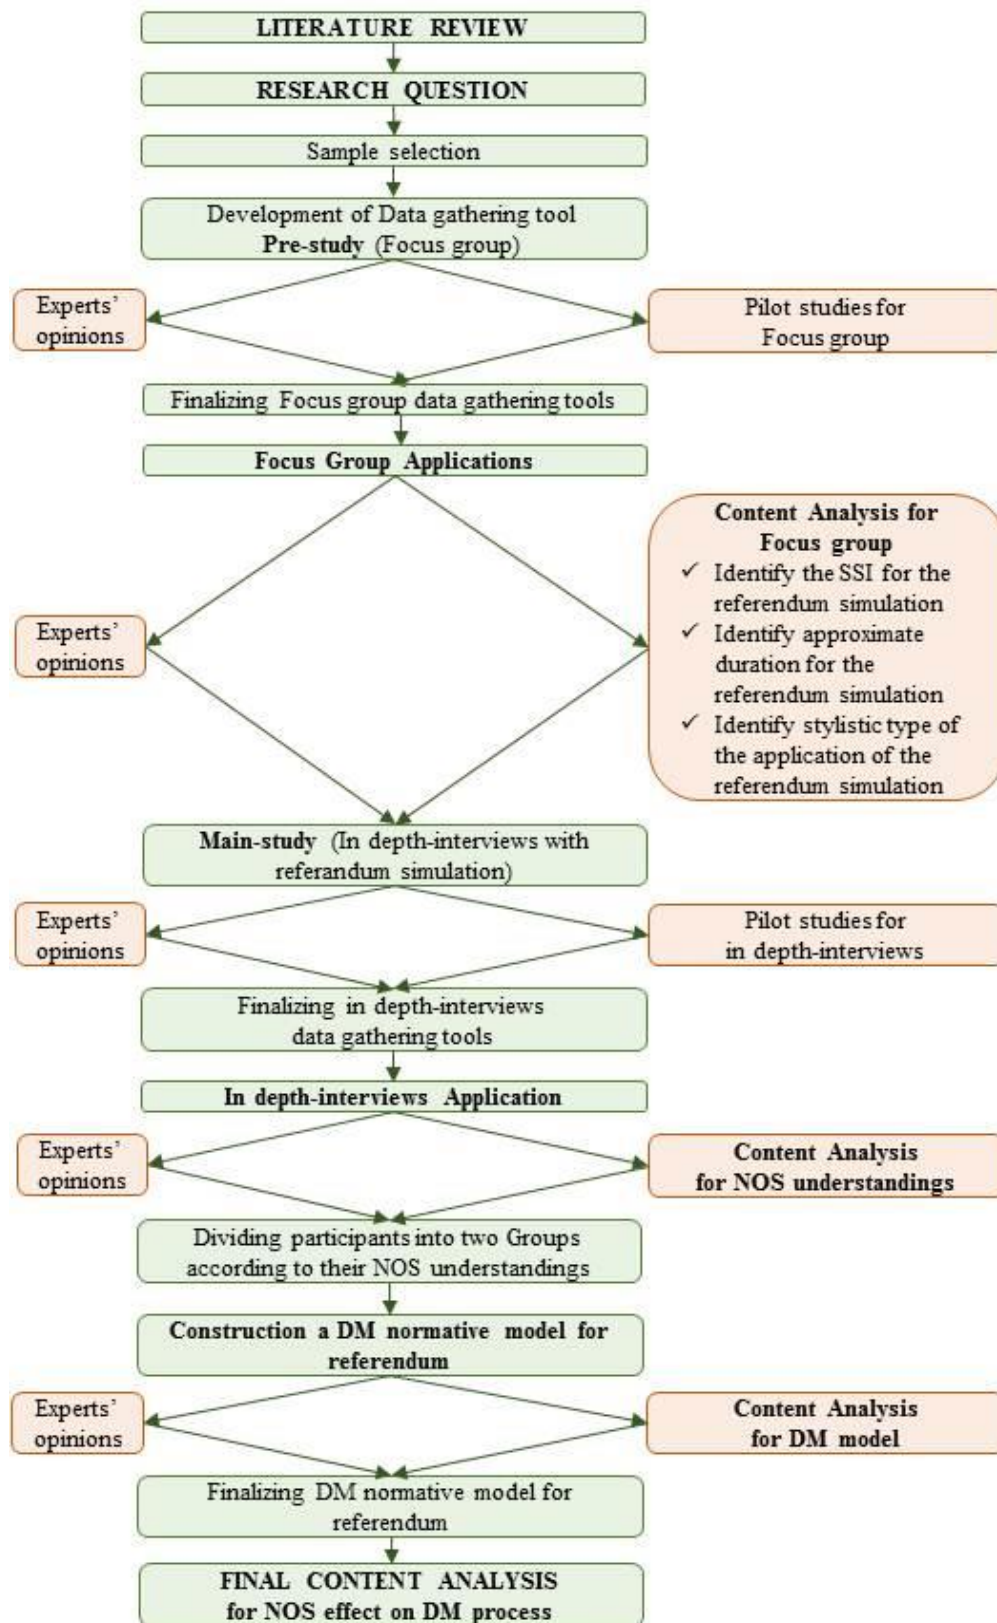 LITERATURE REVIEW
RESEARCH QUESTION
Sample selection
Development of Data gathering tool
Pre-study (Focus group)
Experts’
opinions
Pilot studies for
Focus group
Finalizing Focus group data gathering tools
Focus Group Applications
Experts’
opinions
Content Analysis for
Focus group
✓ Identify the SSI for the
referendum simulation
✓ Identify approximate
duration for the
referendum simulation
✓ Identify stylistic type of
the application of the
referendum simulation
Main-study (In depth-interviews with
referandum simulation)
Experts’
opinions
Pilot studies for
in depth-interviews
Finalizing in depth-interviews
data gathering tools
In depth-interviews Application
Experts’
opinions
Content Analysis
for NOS understandings
Dividing participants into two Groups
according to their NOS understandings
Construction a DM normative model for
referendum
Experts’
opinions
Content Analysis
for DM model
Finalizing DM normative model for
referendum
FINAL CONTENT ANALYSIS
for NOS effect on DM process